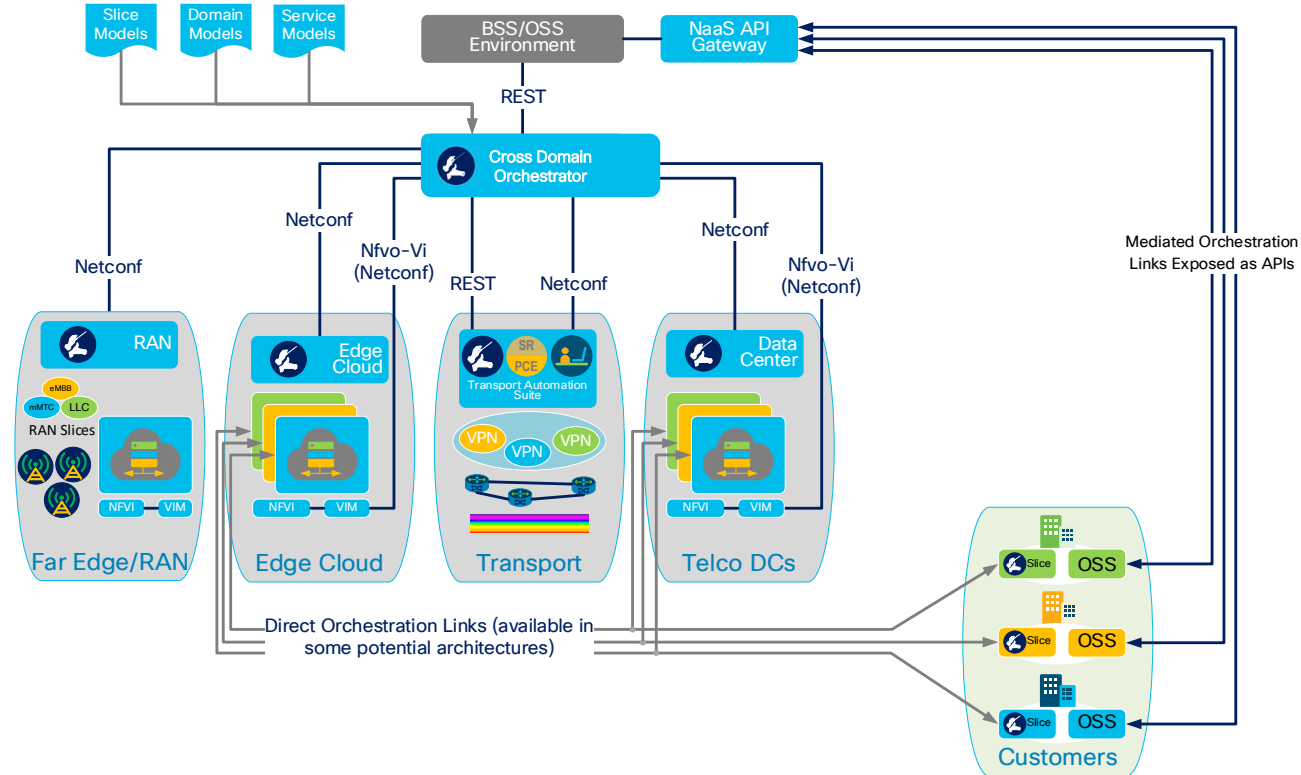 Slice
Models
Domain
Models
Service
Models
BSS/OSS
Environment
NaaS API
Gateway
REST
Cross Domain
Orchestrator
Netconf
Netconf
Nfvo-Vi
(Netconf)
REST
Netconf
Netconf
Nfvo-Vi
(Netconf)
Mediated Orchestration
Links Exposed as APIs
RAN
eMBB
mMTC
LLC
RAN Slices
NFVI
VIM
Far Edge/RAN
Edge
Cloud
NFVI
VIM
Edge Cloud
SR
PCE
Transport Automation
Suite
VPN
VPN
VPN
Transport
Data
Center
NFVI
VIM
Telco DCs
Direct Orchestration Links (available in
some potential architectures)
Slice
OSS
Slice
OSS
Slice
OSS
Customers